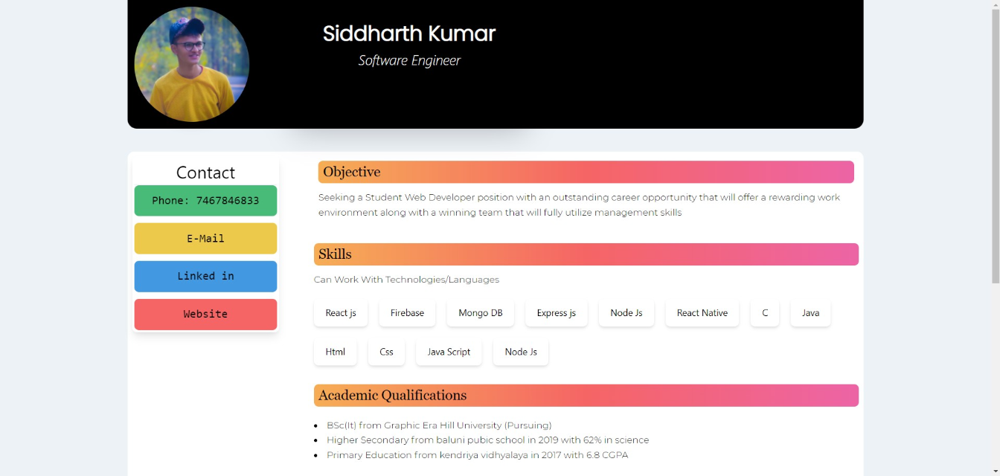 Siddharth Kumar
Software Engineer
Contact
Phone: 7467846833
E-Mail
Linked in
Website
Objective
Seeking a Student Web Developer position with an outstanding career opportunity that will offer a rewarding work
environment along with a winning team that will fully utilize management skills
Skills
Can Work With Technologies/Languages
React js Firebase Mongo DB Express js Node Js React Native C Java
Html Css Java Script Node Js
Academic Qualifications
• BSc(It) from Graphic Era Hill University (Pursuing)
• Higher Secondary from baluni pubic school in 2019 with 62% in science
• Primary Education from kendriya vidhyalaya in 2017 with 6.8 CGPA